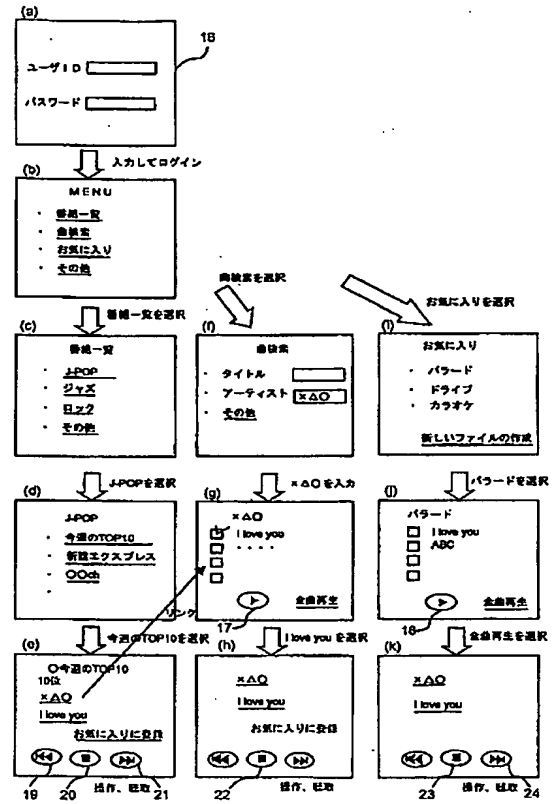 (a)
18
ユーザID
パスワード
入力してログイン
(b)
MENU
・ 番組一覧
・ 曲検索
・ お気に入り
・ その他
番組一覧を選択
曲検索を選択
お気に入りを選択
(c)
番組一覧
・ J-POP
・ ジャズ
・ ロック
・ その他
(f)
曲検索
・ タイトル
・ アーティスト ×△○
・ その他
(i)
お気に入り
・ バラード
・ ドライブ
・ カラオケ
新しいファイルの作成
J-POPを選択
×△○を入力
バラードを選択
(d)
J-POP
・ 今週のTOP10
・ 新譜エクスプレス
・ ○○ch
・
(g)
×△○
I love you
・・・・
全曲再生
17
(j)
バラード
I love you
ABC
全曲再生
18
リンク
今週のTOP10を選択
I love you を選択
全曲再生を選択
(e)
○今週のTOP10
10位
×△○
I love you
お気に入りに登録
19
20
21
操作、聴取
(h)
×△○
I love you
お気に入りに登録
22
操作、聴取
(k)
×△○
I love you
23
24
操作、聴取